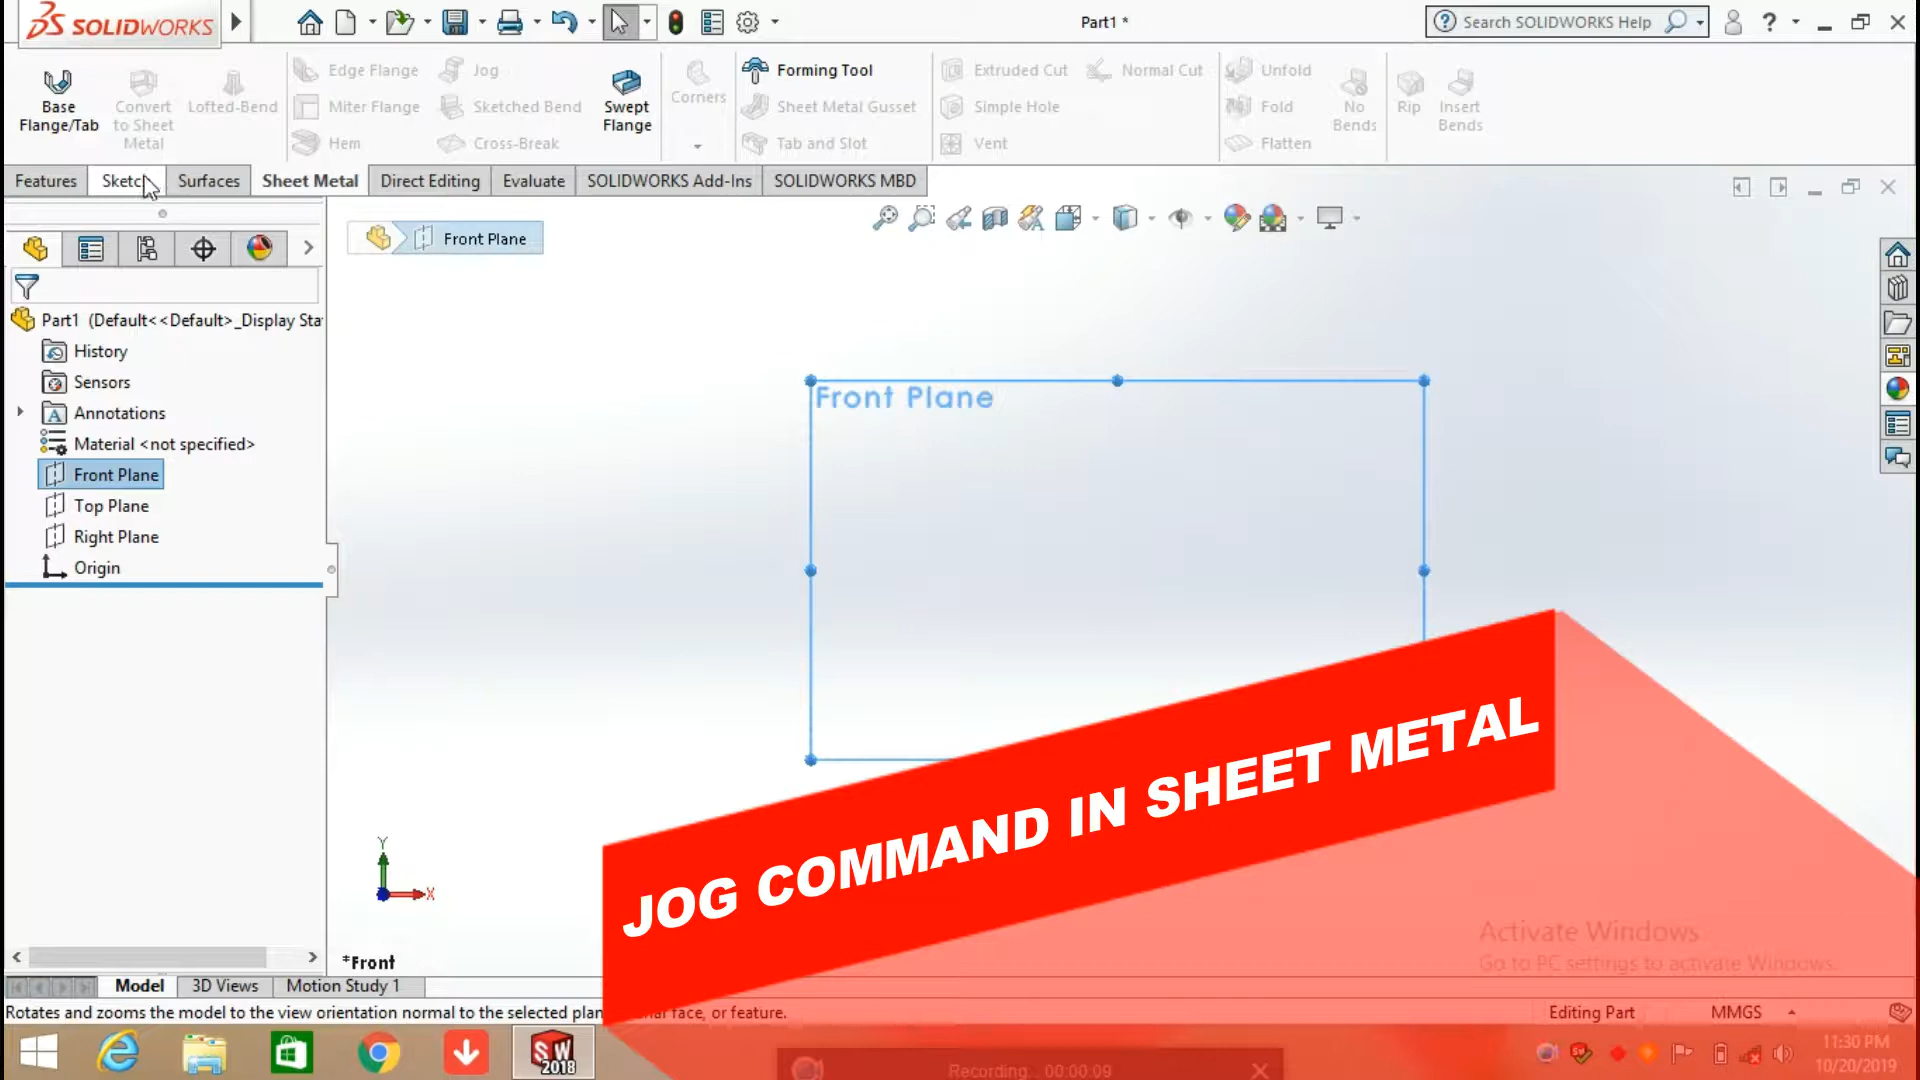 SOLIDWORKS
Part1 *
Search SOLIDWORKS Help
?
Base Flange/Tab
Convert to Sheet Metal
Lofted-Bend
Edge Flange
Miter Flange
Hem
Jog
Sketched Bend
Cross-Break
Swept Flange
Corners
Forming Tool
Sheet Metal Gusset
Tab and Slot
Extruded Cut
Simple Hole
Vent
Normal Cut
Unfold
Fold
Flatten
No Bends
Rip
Insert Bends
Features
Sketch
Surfaces
Sheet Metal
Direct Editing
Evaluate
SOLIDWORKS Add-Ins
SOLIDWORKS MBD
Front Plane
Part1 (Default<<Default>_Display Sta
History
Sensors
Annotations
Material <not specified>
Front Plane
Top Plane
Right Plane
Origin
Front Plane
JOG COMMAND IN SHEET METAL
Y
X
*Front
Activate Windows
Go to PC settings to activate Windows.
Model
3D Views
Motion Study 1
Rotates and zooms the model to the view orientation normal to the selected plan
face, or feature.
Editing Part
MMGS
SW
2018
Recording... 00:00:09
11:30 PM
10/20/2019